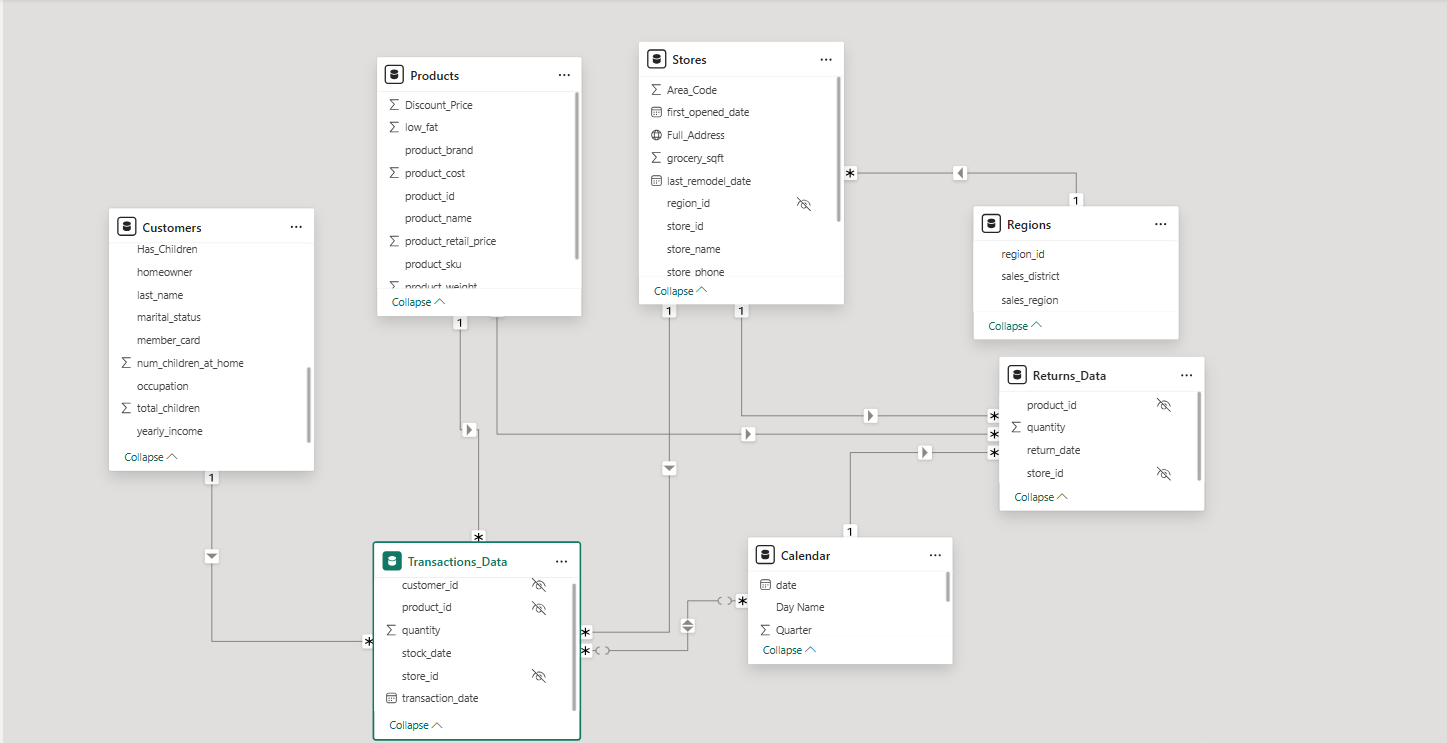 Customers
Has_Children
homeowner
last_name
marital_status
member_card
num_children_at_home
occupation
total_children
yearly_income
Collapse
1
*
Products
Discount_Price
low_fat
product_brand
product_cost
product_id
product_name
product_retail_price
product_sku
product_weight
Collapse
1
*
Stores
Area_Code
first_opened_date
Full_Address
grocery_sqft
last_remodel_date
region_id
store_id
store_name
store_phone
Collapse
1
1
*
Regions
region_id
sales_district
sales_region
Collapse
1
Returns_Data
product_id
quantity
return_date
store_id
Collapse
*
*
*
Transactions_Data
customer_id
product_id
quantity
stock_date
store_id
transaction_date
Collapse
*
*
Calendar
date
Day Name
Quarter
Collapse
1
*